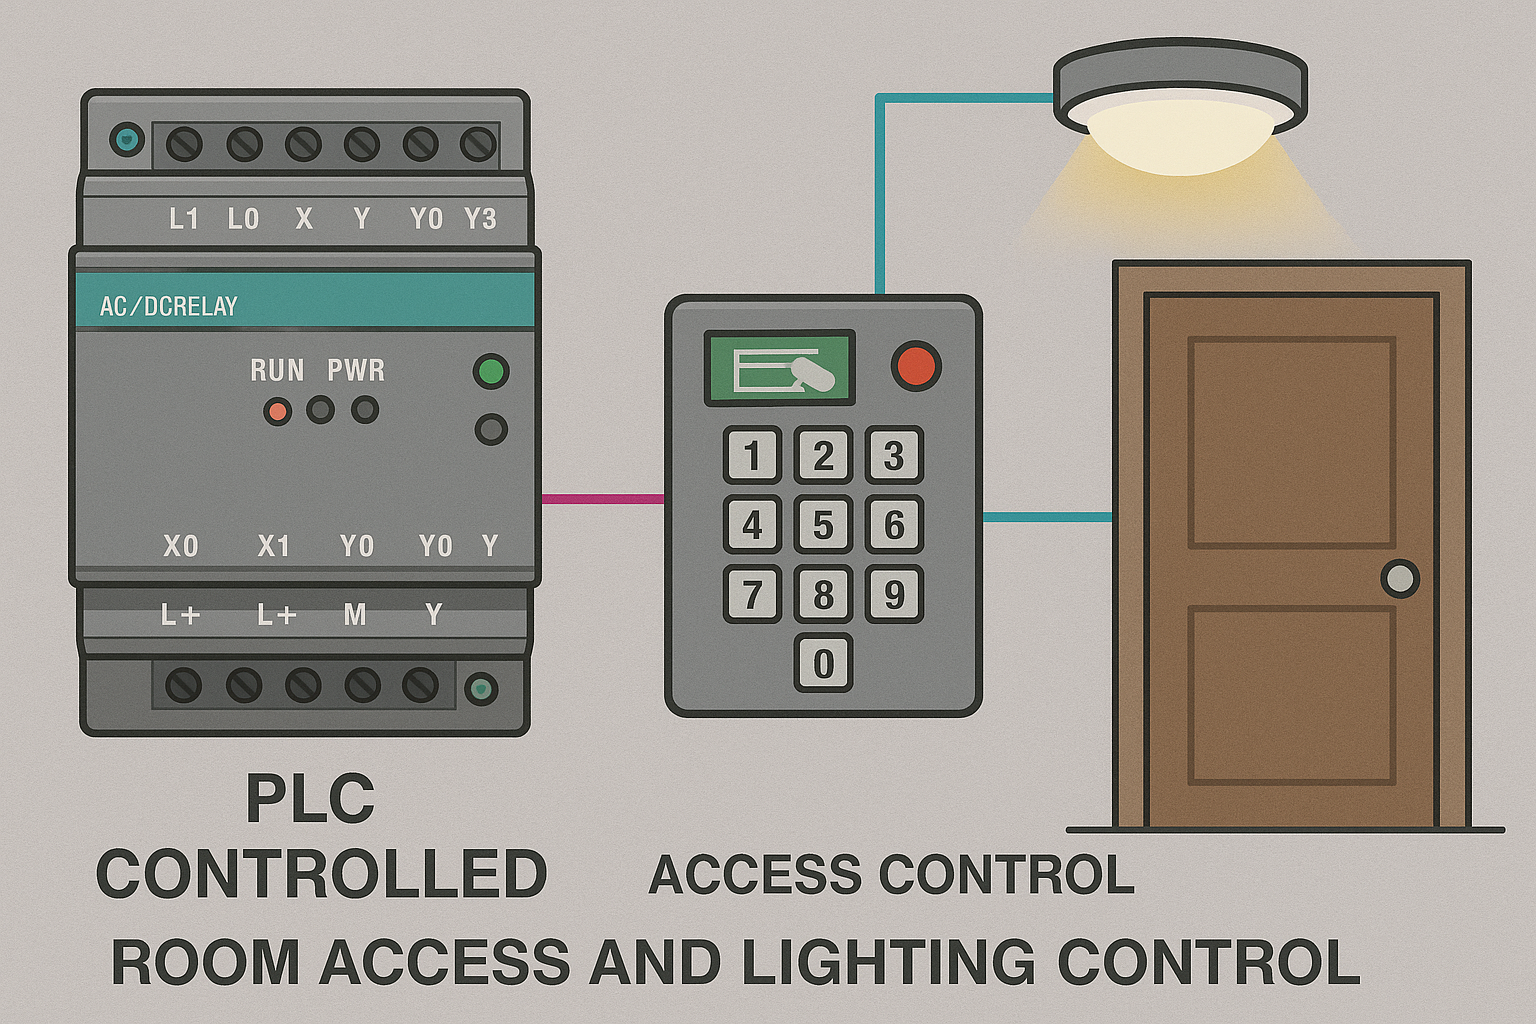 L1 L0 X Y Y0 Y3
AC/DCRELAY
RUN PWR
X0 X1 Y0 Y0 Y
L+ L+ M Y
1 2 3
4 5 6
7 8 9
0
PLC
CONTROLLED
ACCESS CONTROL
ROOM ACCESS AND LIGHTING CONTROL